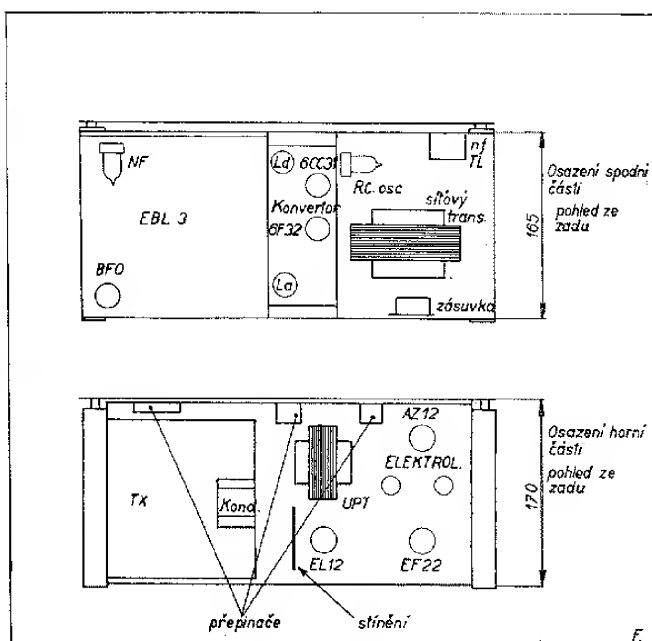 NF
EBL 3
BFO
Ld
6CC31
Konvertor
6F32
La
RC. osc
nf
TL
síťový
trans.
zásuvka
165
Osazení spodní
části
pohled ze
zadu
TX
Kond.
UPT
AZ12
ELEKTROL.
EL12
EF22
přepínače
stínění
170
Osazení horní
části
pohled ze
zadu
F.